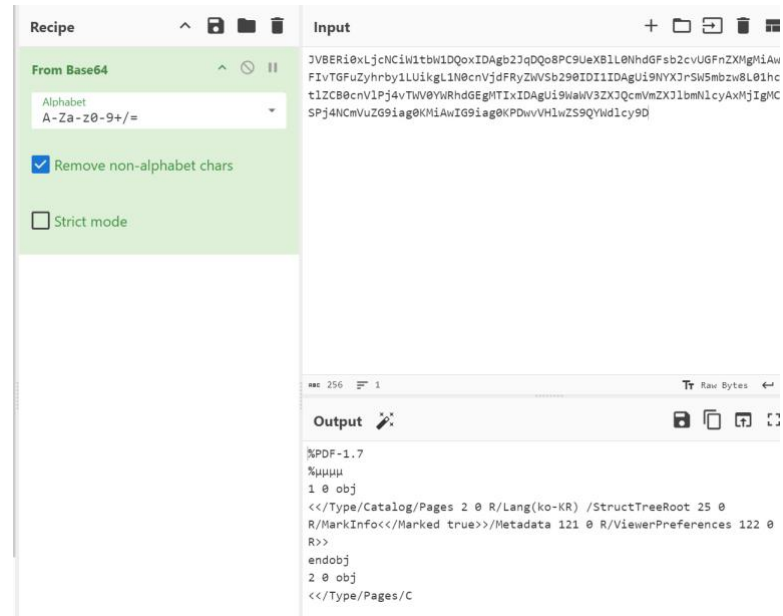 Recipe
From Base64
Alphabet
A-Za-z0-9+/=
Remove non-alphabet chars
Strict mode
Input
JVBERi0xLjcNCiW1tbW1DQoxIDAgb2JqDQo8PC9UeXBlL0NhdGFsb2cvUGFnZXMgMiAw
FIvTGFuZyhrby1LUikgL1N0cnVjdFRyZWVSb290IDI1IDAgUi9NYXJrSW5mbzw8L01hc
tlZCB0cnVlPj4vTWV0YWRhdGEgMTIxIDAgUi9WaWV3ZXJQcmVmZXJlbmNlcyAxMjIgMC
SPj4NCmVuZG9iag0KMiAwIG9iag0KPDwvVHlwZS9QYWdlcy9D
ABC 256 1
Tт Raw Bytes
Output
%PDF-1.7
%µµµµ
1 0 obj
<</Type/Catalog/Pages 2 0 R/Lang(ko-KR) /StructTreeRoot 25 0
R/MarkInfo<</Marked true>>/Metadata 121 0 R/ViewerPreferences 122 0
R>>
endobj
2 0 obj
<</Type/Pages/C